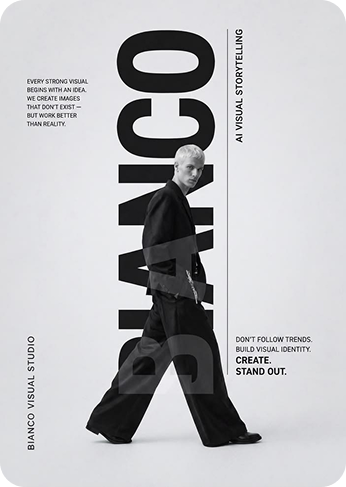 BIANCO
AI VISUAL STORYTELLING
EVERY STRONG VISUAL
BEGINS WITH AN IDEA.
WE CREATE IMAGES
THAT DON'T EXIST —
BUT WORK BETTER
THAN REALITY.
DON'T FOLLOW TRENDS.
BUILD VISUAL IDENTITY.
CREATE.
STAND OUT.
BIANCO VISUAL STUDIO